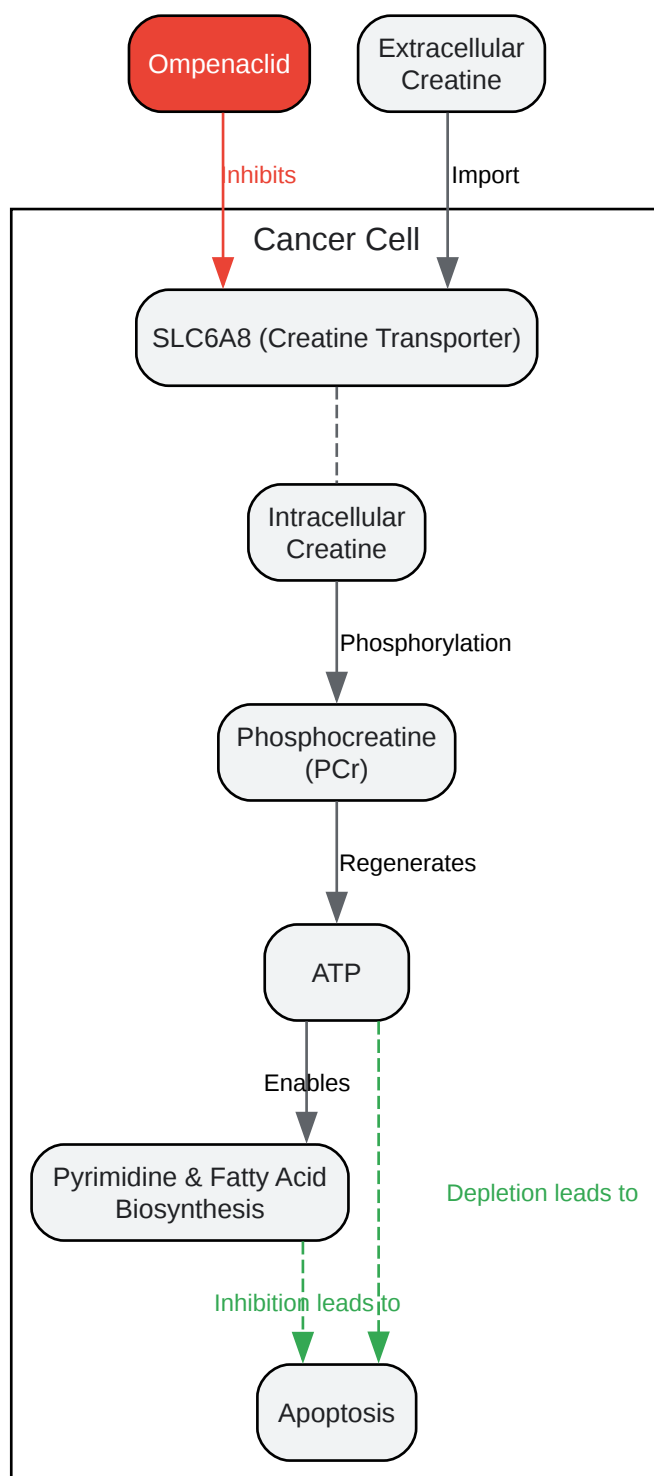 Ompenaclid
Extracellular
Creatine
Inhibits
Import
Cancer Cell
SLC6A8 (Creatine Transporter)
Intracellular
Creatine
Phosphorylation
Phosphocreatine
(PCr)
Regenerates
ATP
Enables
Pyrimidine & Fatty Acid
Biosynthesis
Depletion leads to
Inhibition leads to
Apoptosis